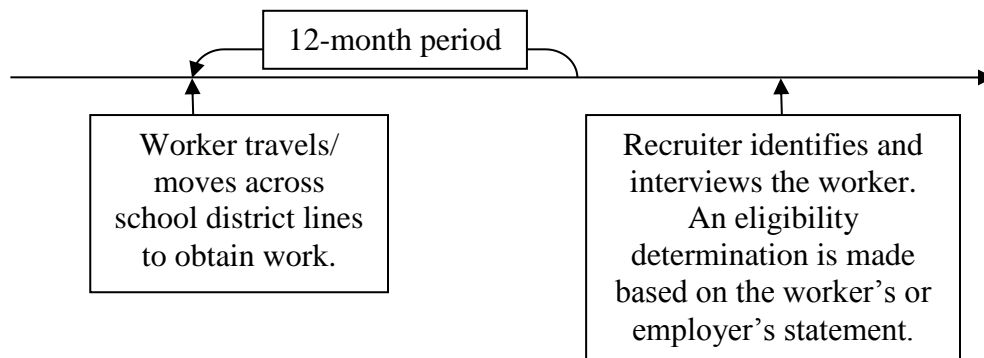 12-month period
Worker travels/
moves across
school district lines
to obtain work.
Recruiter identifies and
interviews the worker.
An eligibility
determination is made
based on the worker’s or
employer’s statement.